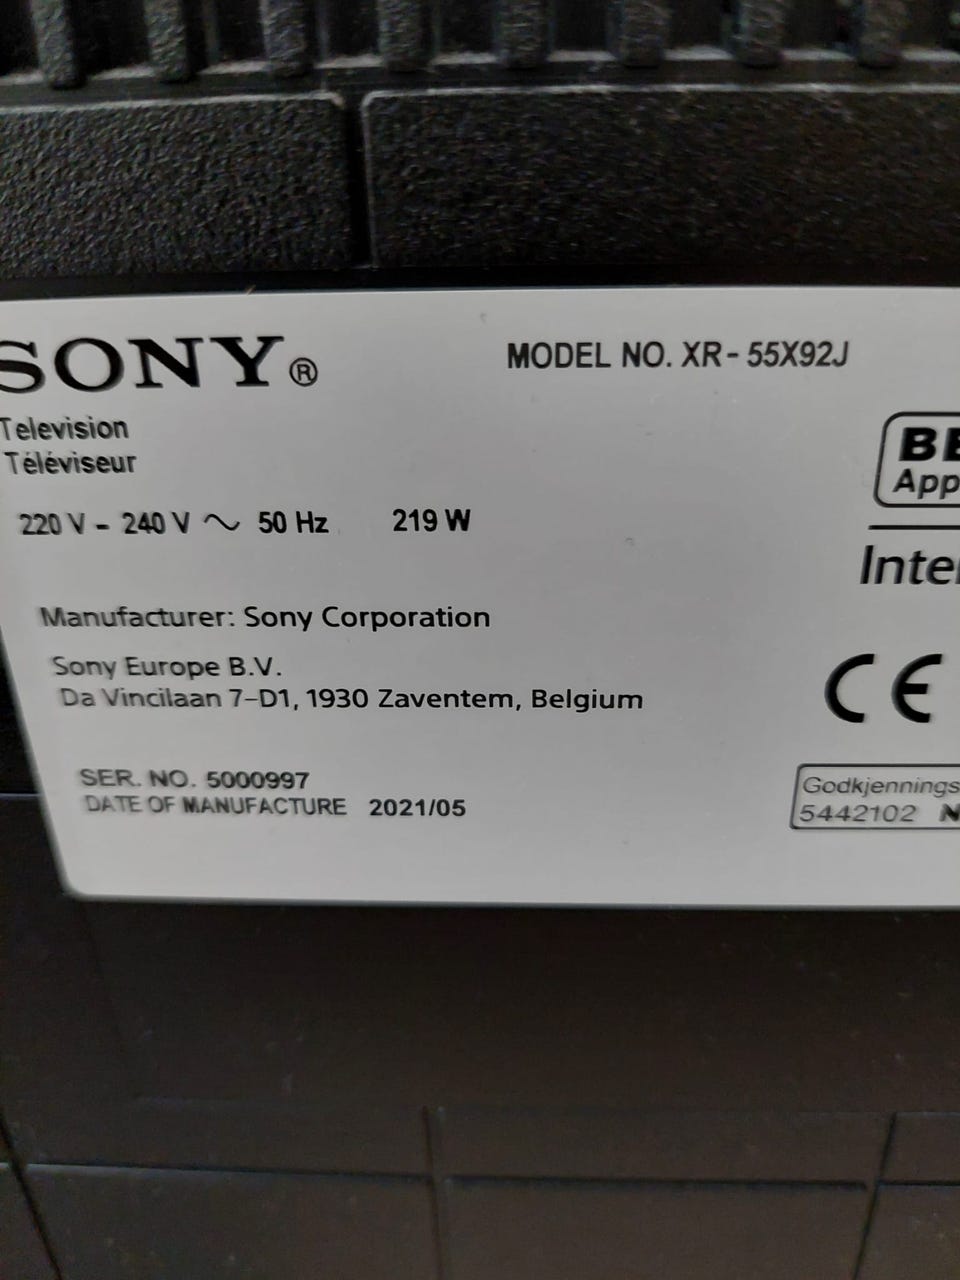 SONY®
MODEL NO. XR- 55X92J
Television
Téléviseur
220 V - 240 V ~ 50 Hz 219 W
Manufacturer: Sony Corporation
Sony Europe B.V.
Da Vincilaan 7-D1, 1930 Zaventem, Belgium
CE
SER. NO. 5000997
DATE OF MANUFACTURE 2021/05
Godkjennings
5442102 N